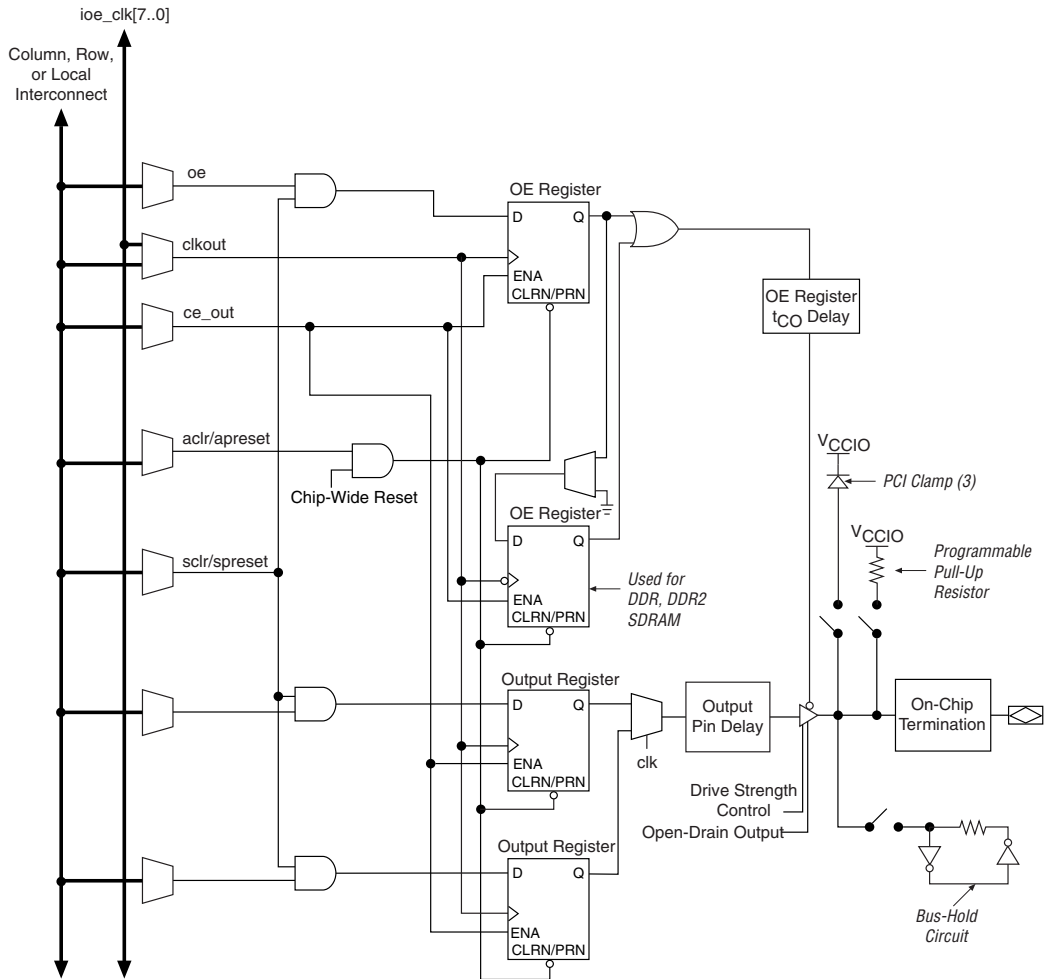 ioe_clk[7..0]
Column, Row,
or Local
Interconnect
oe
OE Register
D Q
clkout
ENA
CLRN/PRN
ce_out
OE Register
tCO Delay
aclr/apreset
Chip-Wide Reset
VCCIO
PCI Clamp (3)
OE Register
D Q
ENA
CLRN/PRN
Used for
DDR, DDR2
SDRAM
VCCIO
Programmable
Pull-Up
Resistor
sclr/spreset
Output Register
D Q
ENA
CLRN/PRN
clk
Output
Pin Delay
On-Chip
Termination
Drive Strength
Control
Open-Drain Output
Output Register
D Q
ENA
CLRN/PRN
Bus-Hold
Circuit